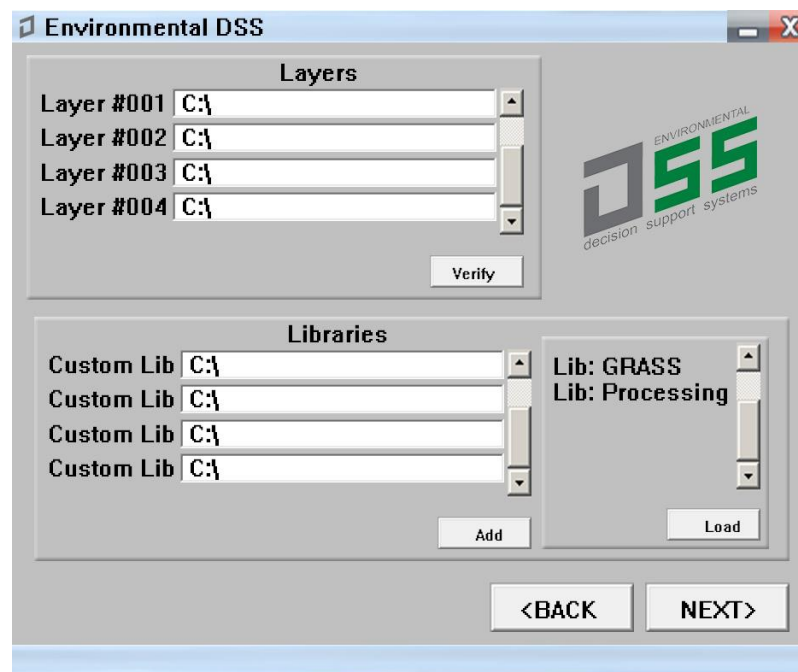 Environmental DSS
X
Layers
Layer #001 C:\
Layer #002 C:\
Layer #003 C:\
Layer #004 C:\
Verify
ENVIRONMENTAL
DSS
decision support systems
Libraries
Custom Lib C:\
Custom Lib C:\
Custom Lib C:\
Custom Lib C:\
Add
Lib: GRASS
Lib: Processing
Load
<BACK
NEXT>